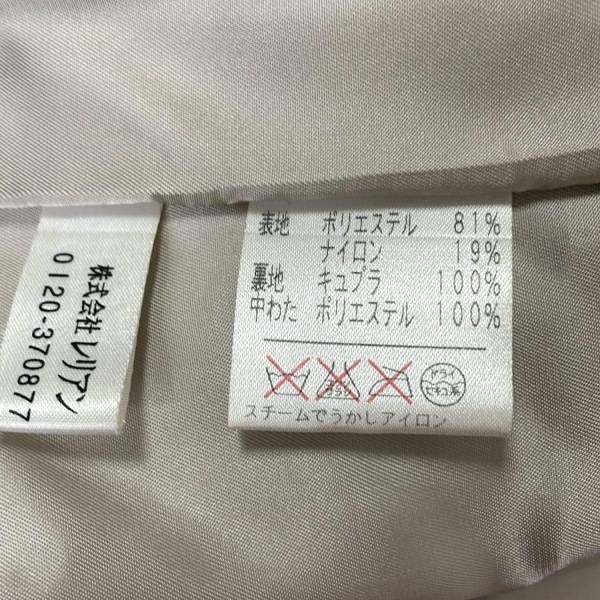 株式会社レリアン
0120-370877
表地 ポリエステル 81%
ナイロン 19%
裏地 キュプラ 100%
中わた ポリエステル 100%
ドライ
セキユ系
スチームでうかしアイロン